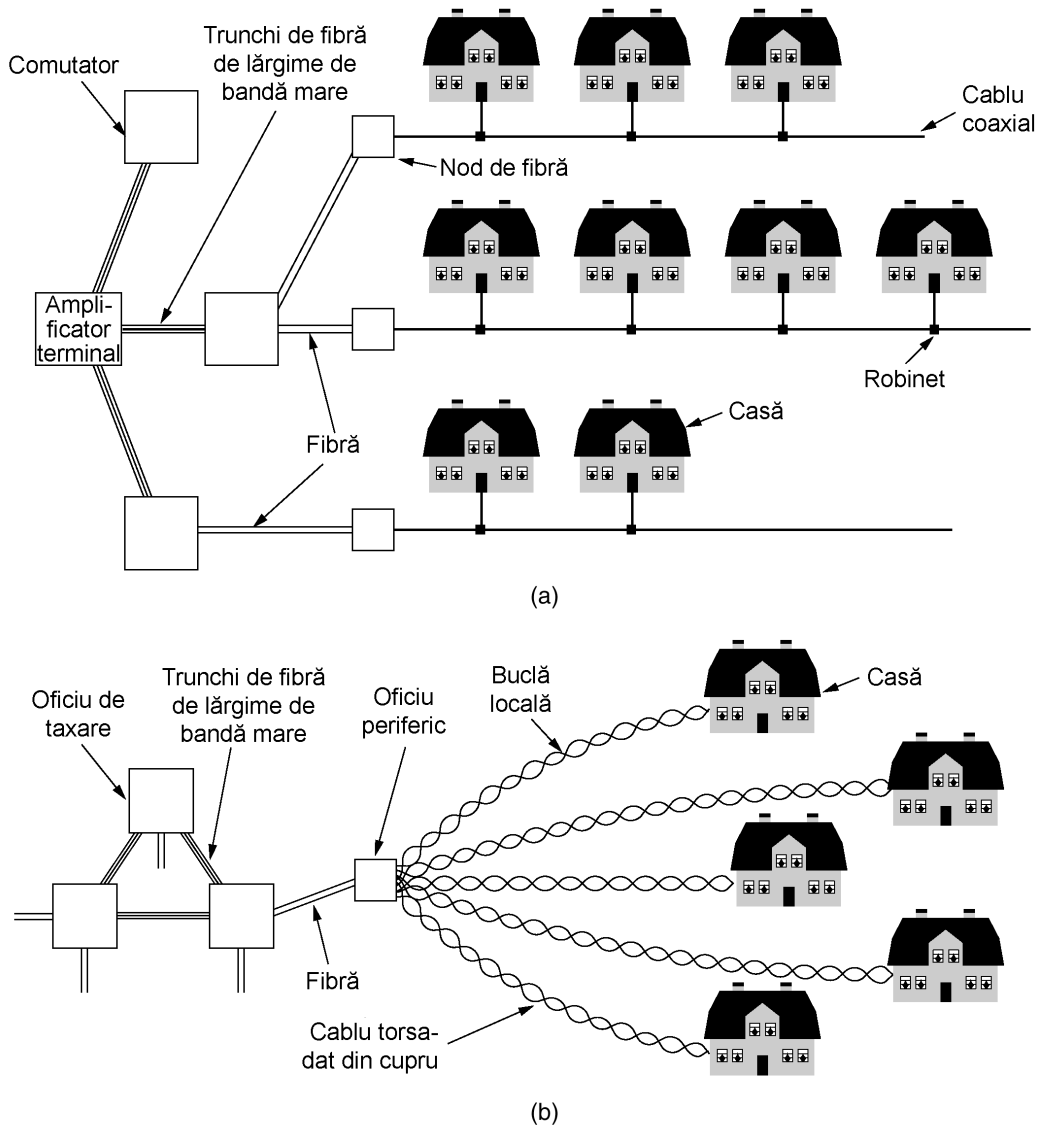 Comutator
Trunchi de fibră
de lărgime de
bandă mare
Cablu
coaxial
Nod de fibră
Ampli-
ficator
terminal
Robinet
Fibră
Casă
(a)
Oficiu de
taxare
Trunchi de fibră
de lărgime de
bandă mare
Oficiu
periferic
Buclă
locală
Casă
Fibră
Cablu torsa-
dat din cupru
(b)